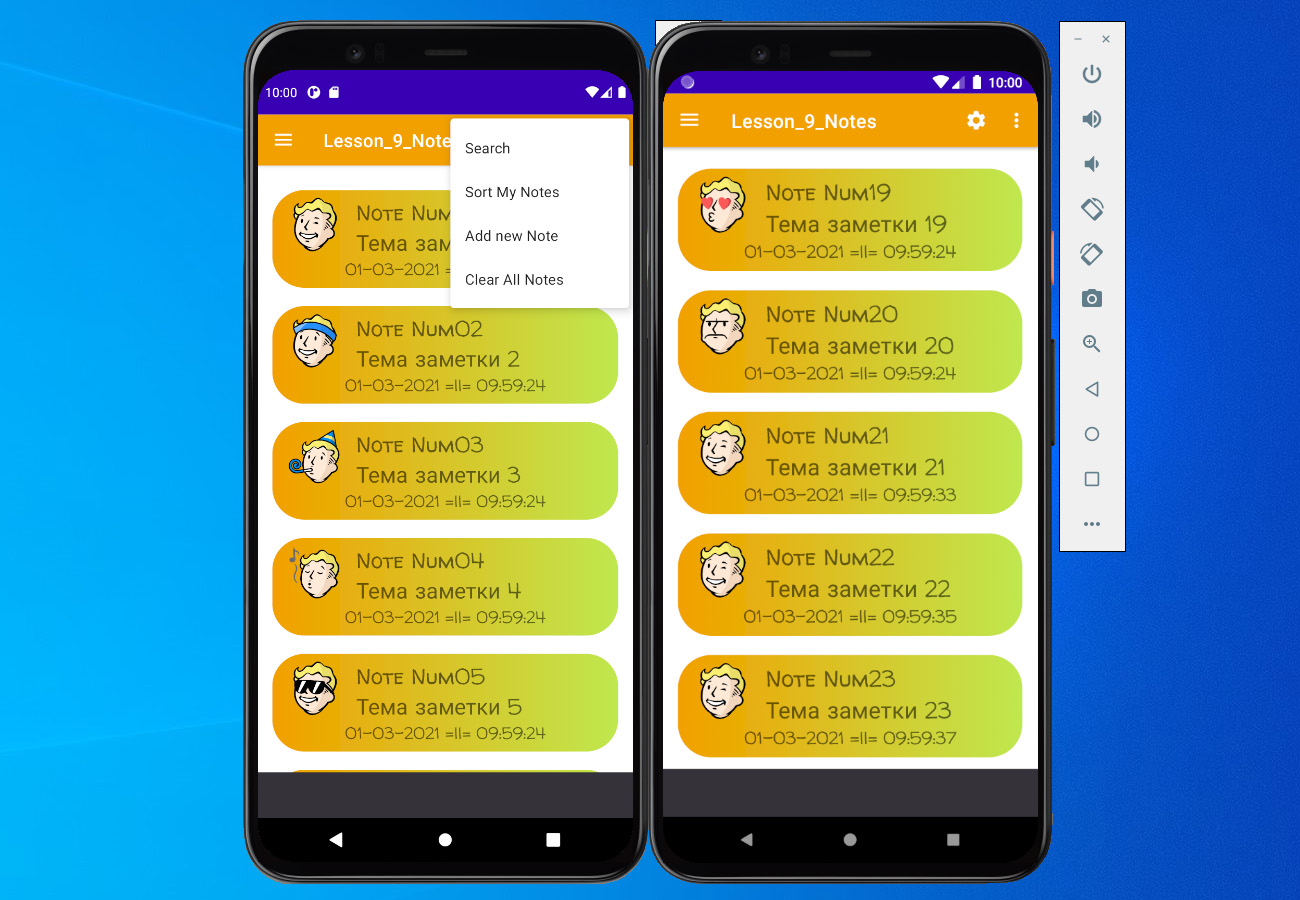 10:00
Lesson_9_Note
Search
Sort My Notes
Add new Note
Clear All Notes
Note Num
Тема зам
01-03-2021 =
Note Num02
Тема заметки 2
01-03-2021 =||= 09:59:24
Note Num03
Тема заметки 3
01-03-2021 =||= 09:59:24
Note Num04
Тема заметки 4
01-03-2021 =||= 09:59:24
Note Num05
Тема заметки 5
01-03-2021 =||= 09:59:24
10:00
Lesson_9_Notes
Note Num19
Тема заметки 19
01-03-2021 =||= 09:59:24
Note Num20
Тема заметки 20
01-03-2021 =||= 09:59:24
Note Num21
Тема заметки 21
01-03-2021 =||= 09:59:33
Note Num22
Тема заметки 22
01-03-2021 =||= 09:59:35
Note Num23
Тема заметки 23
01-03-2021 =||= 09:59:37